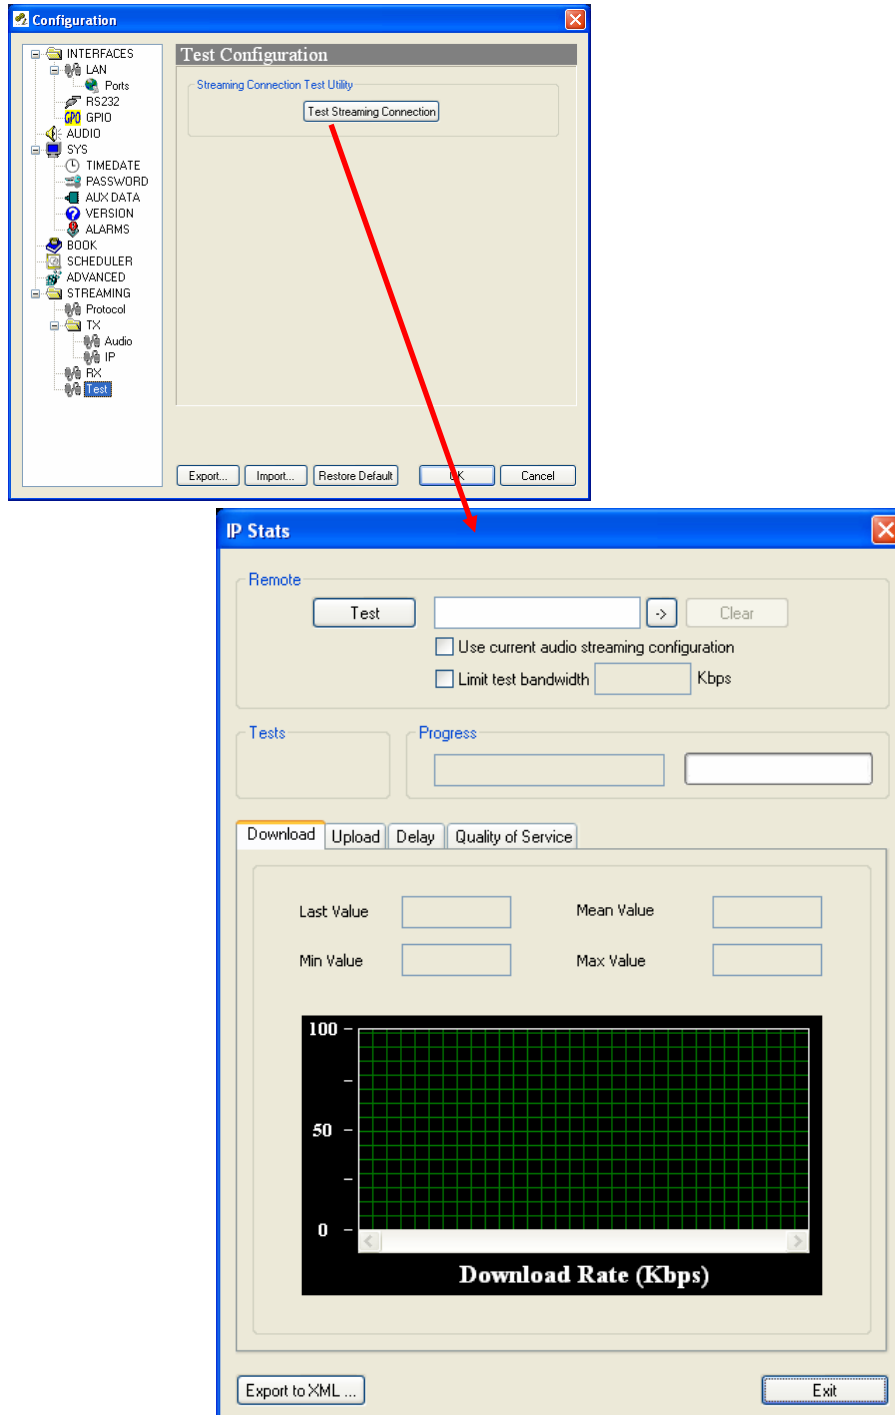 Configuration
INTERFACES
LAN
Ports
RS232
GPO GPIO
AUDIO
SYS
TIMEDATE
PASSWORD
AUX DATA
VERSION
ALARMS
BOOK
SCHEDULER
ADVANCED
STREAMING
Protocol
TX
Audio
IP
RX
Test
Test Configuration
Streaming Connection Test Utility
Test Streaming Connection
Export... Import... Restore Default OK Cancel
IP Stats
Remote
Test -> Clear
Use current audio streaming configuration
Limit test bandwidth Kbps
Tests Progress
Download Upload Delay Quality of Service
Last Value Mean Value
Min Value Max Value
100
50
0
Download Rate (Kbps)
Export to XML ... Exit